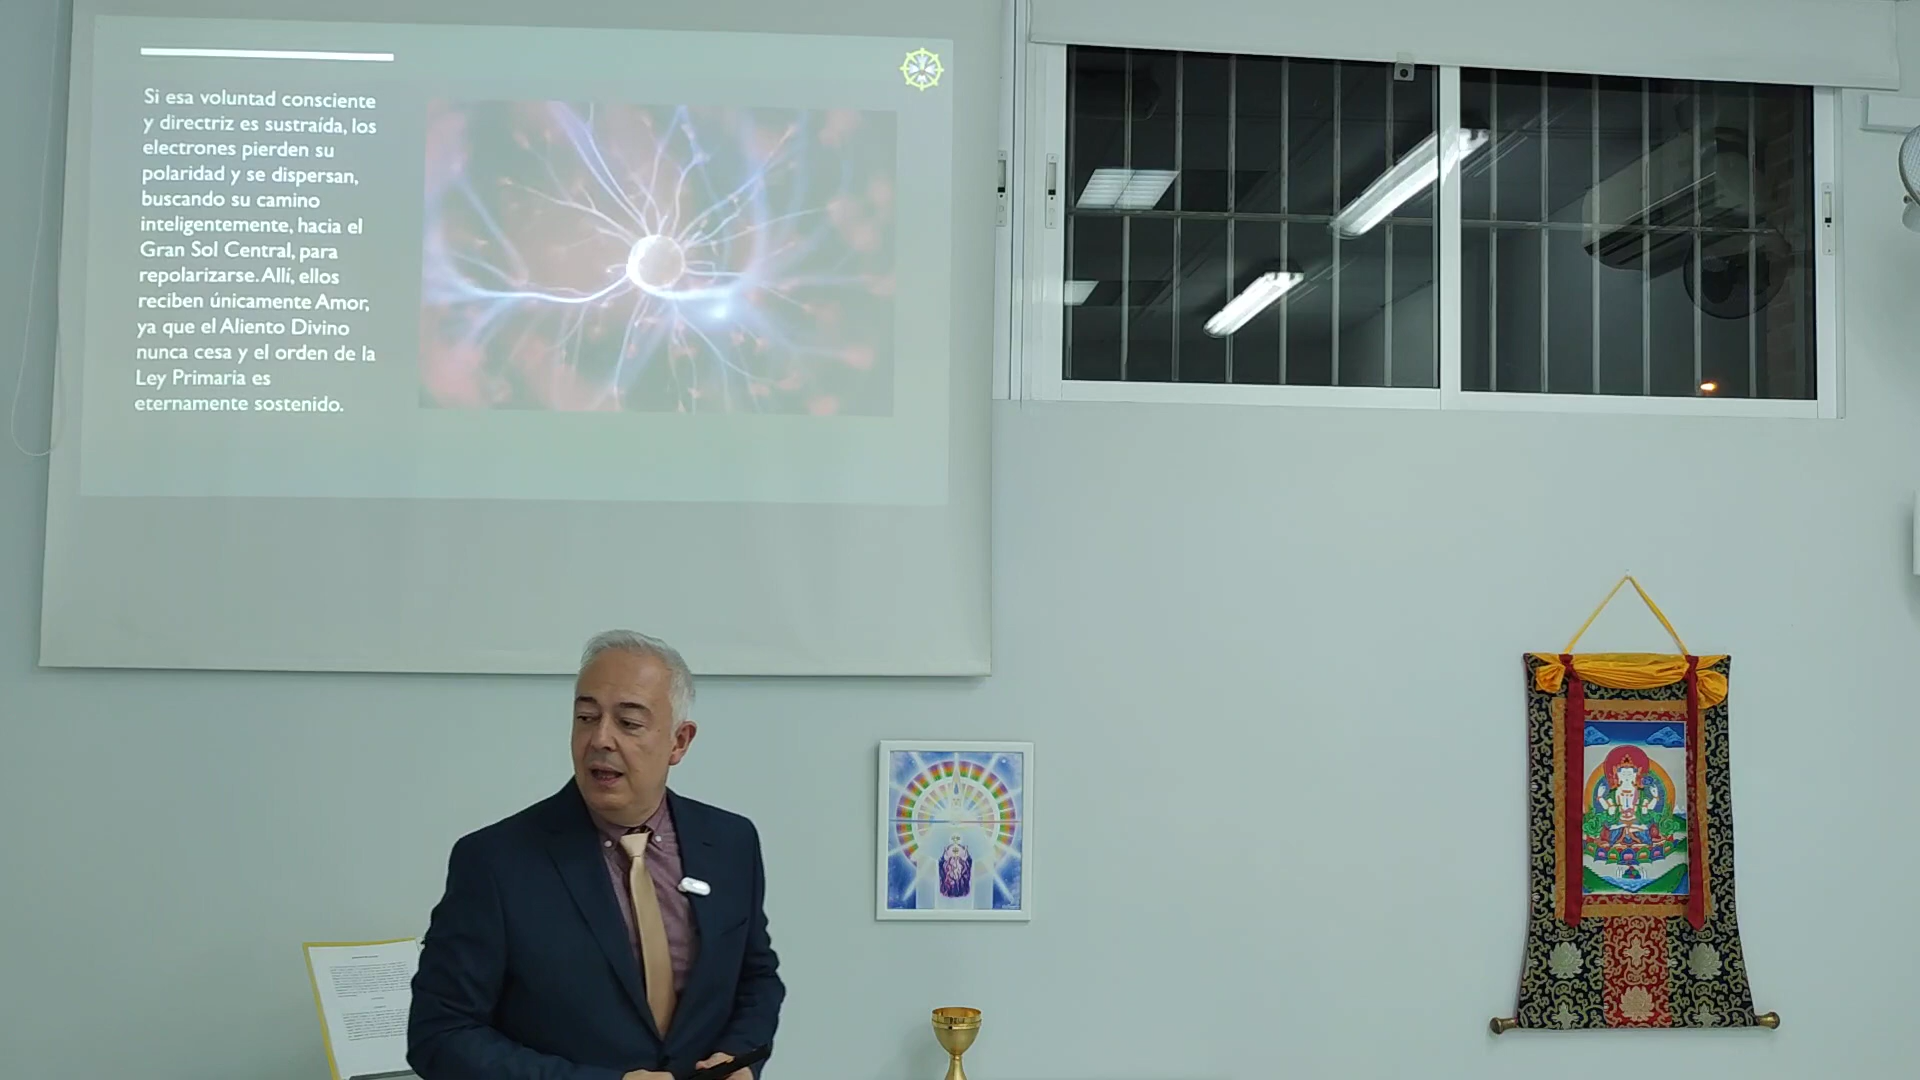 Si esa voluntad consciente
y directriz es sustraída, los
electrones pierden su
polaridad y se dispersan,
buscando su camino
inteligentemente, hacia el
Gran Sol Central, para
repolarizarse. Allí, ellos
reciben únicamente Amor,
ya que el Aliento Divino
nunca cesa y el orden de la
Ley Primaria es
eternamente sostenido.